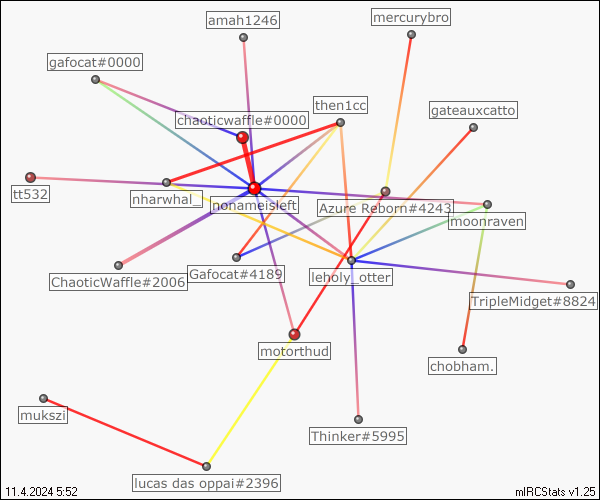 amah1246
mercurybro
gafocat#0000
then1cc
chaoticwaffle#0000
gateauxcatto
tt532
nharwhal_
nonameisleft
Azure Reborn#4243
moonraven
ChaoticWaffle#2006
Gafocat#4189
leholy_otter
TripleMidget#8824
motorthud
chobham.
mukszi
Thinker#5995
lucas das oppai#2396
11.4.2024 5:52
mIRCStats v1.25